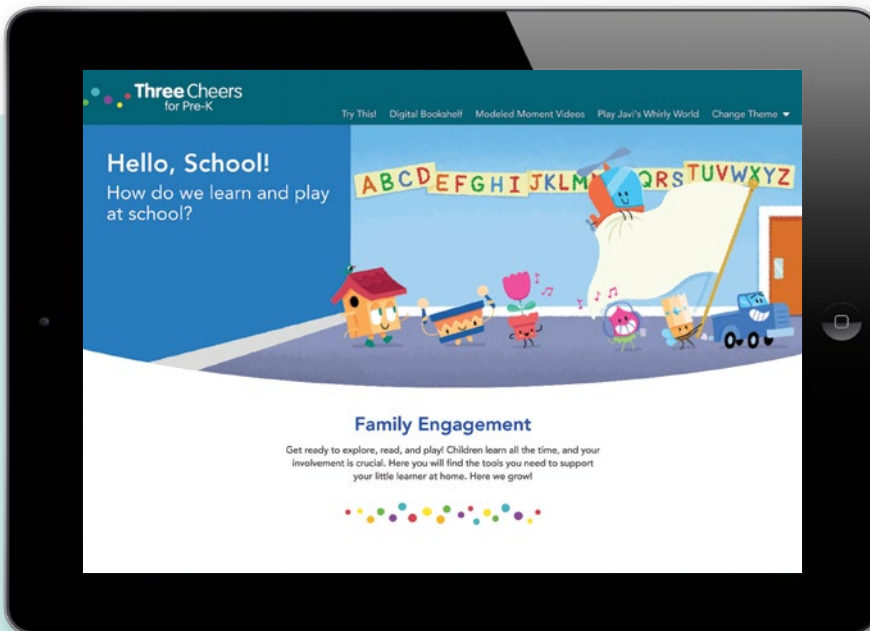 Three Cheers
for Pre-K
Try This! Digital Bookshelf Modeled Moment Videos Play Javi's Whirly World Change Theme
Hello, School!
How do we learn and play
at school?
ABCDEFGHIJKLM QRSTUVWXYZ
Family Engagement
Get ready to explore, read, and play! Children learn all the time, and your
involvement is crucial. Here you will find the tools you need to support
your little learner at home. Here we grow!